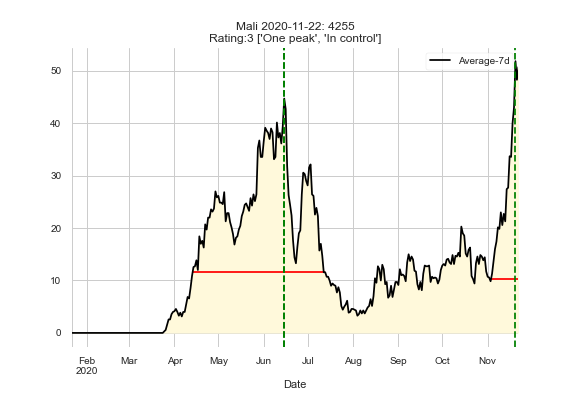 Mali 2020-11-22: 4255
Rating:3 ['One peak', 'In control']
Average-7d
50
40
30
20
10
0
Feb Mar Apr May Jun Jul Aug Sep Oct Nov
2020
Date